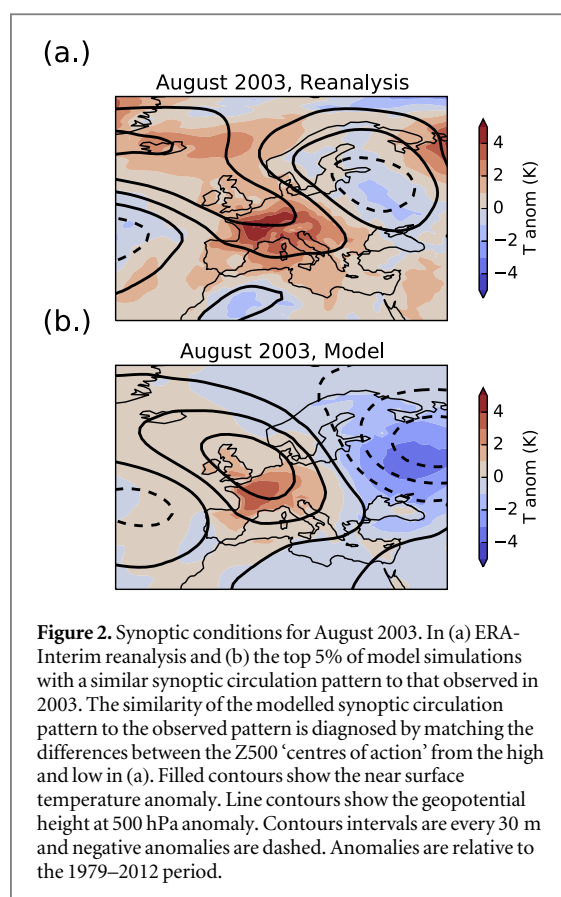 (a.)
August 2003, Reanalysis
4
2
0
−2
−4
T anom (K)
(b.)
August 2003, Model
4
2
0
−2
−4
T anom (K)
Figure 2. Synoptic conditions for August 2003. In (a) ERA-
Interim reanalysis and (b) the top 5% of model simulations
with a similar synoptic circulation pattern to that observed in
2003. The similarity of the modelled synoptic circulation
pattern to the observed pattern is diagnosed by matching the
differences between the Z500 ‘centres of action’ from the high
and low in (a). Filled contours show the near surface
temperature anomaly. Line contours show the geopotential
height at 500 hPa anomaly. Contours intervals are every 30 m
and negative anomalies are dashed. Anomalies are relative to
the 1979–2012 period.